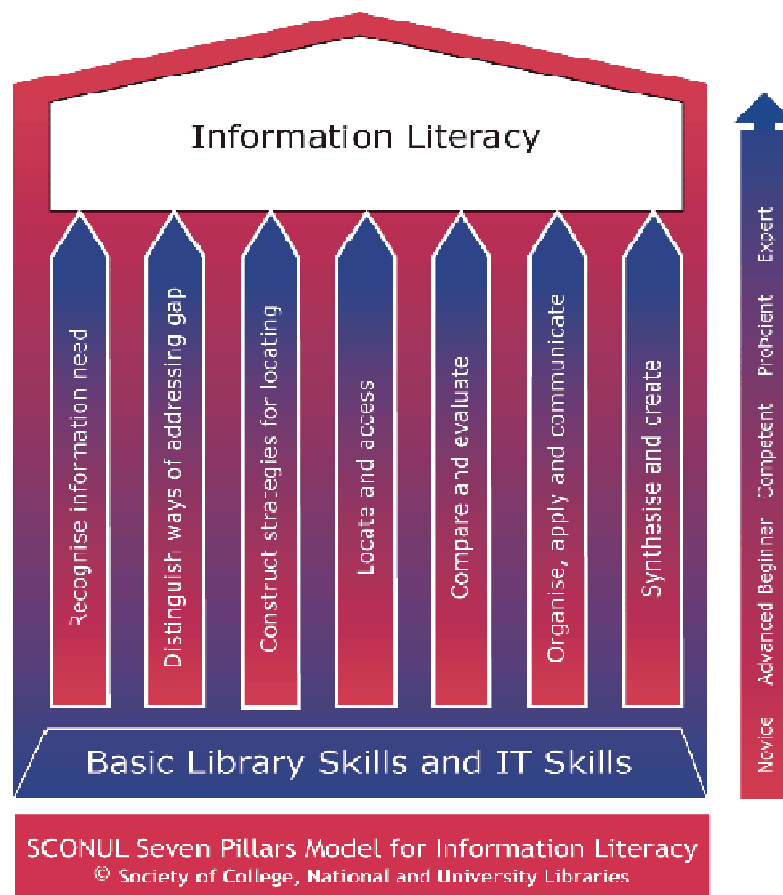 Information Literacy
Recognise information need
Distinguish ways of addressing gap
Construct strategies for locating
Locate and access
Compare and evaluate
Organise, apply and communicate
Synthesise and create
Basic Library Skills and IT Skills
Novice Advanced Beginner Competent Proficient Expert
SCONUL Seven Pillars Model for Information Literacy
© Society of College, National and University Libraries